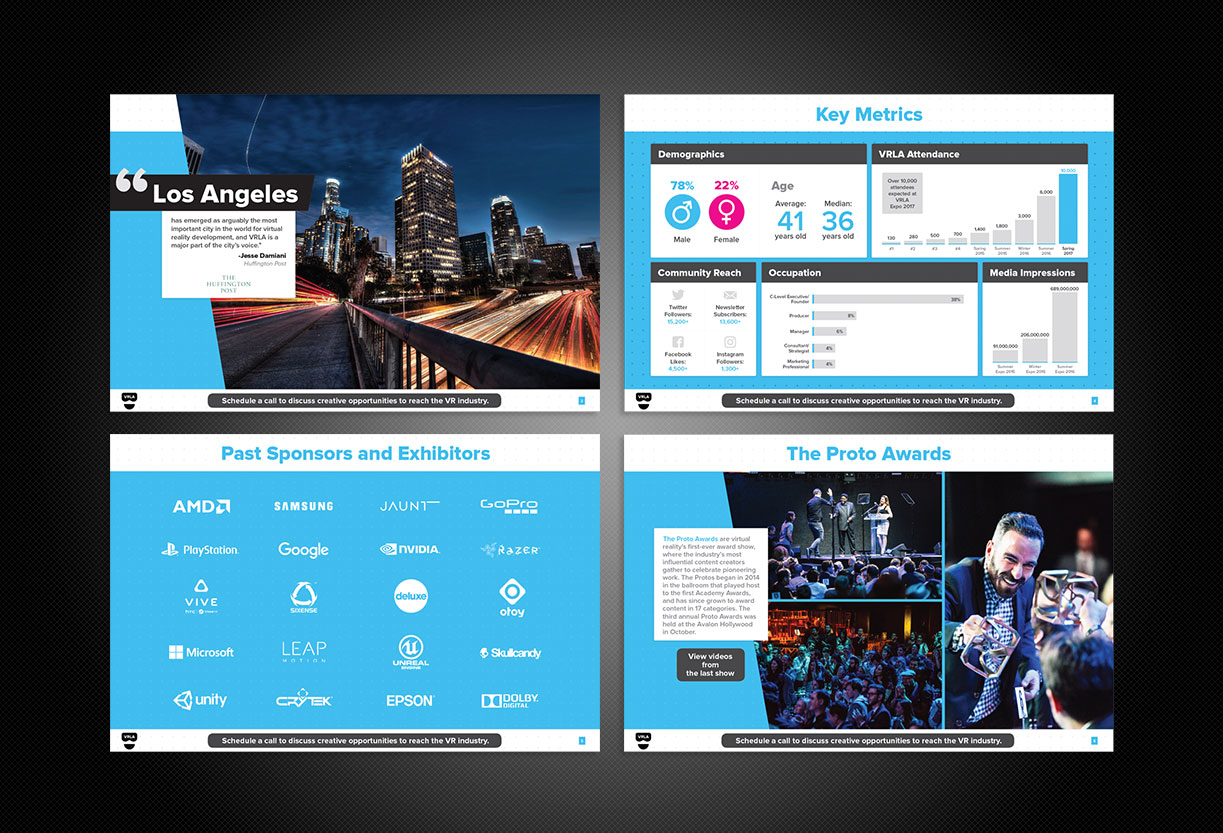 “
Los Angeles
has emerged as arguably the most
important city in the world for virtual
reality development, and VRLA is a
major part of the city's voice."
-Jesse Damiani
Huffington Post
THE
HUFFINGTON
POST
VRLA
Schedule a call to discuss creative opportunities to reach the VR industry.
3
Key Metrics
Demographics
78%
22%
Male
Female
Age
Average:
41
years old
Median:
36
years old
VRLA Attendance
Over 10,000
attendees
expected at
VRLA
Expo 2017
130
280
500
700
1,400
1,800
3,000
6,000
10,000
#1
#2
#3
#4
Spring
2015
Summer
2015
Winter
2016
Summer
2016
Spring
2017
Community Reach
Twitter
Followers:
15,200+
Newsletter
Subscribers:
13,600+
Facebook
Likes:
4,500+
Instagram
Followers:
1,300+
Occupation
C-Level Executive/
Founder
38%
Producer
8%
Manager
6%
Consultant/
Strategist
4%
Marketing
Professional
4%
Media Impressions
91,000,000
206,000,000
689,000,000
Summer
Expo 2015
Winter
Expo 2016
Summer
Expo 2016
VRLA
Schedule a call to discuss creative opportunities to reach the VR industry.
Past Sponsors and Exhibitors
AMD
SAMSUNG
JAUNT
GoPro
PlayStation
Google
NVIDIA
RAZER
VIVE
SIXENSE
deluxe
otoy
Microsoft
LEAP
MOTION
UNREAL
ENGINE
Skullcandy
unity
CRYTEK
EPSON
DOLBY
DIGITAL
VRLA
Schedule a call to discuss creative opportunities to reach the VR industry.
The Proto Awards
The Proto Awards are virtual
reality's first-ever award show,
where the industry's most
influential content creators
gather to celebrate pioneering
work. The Protos began in 2014
in the ballroom that played host
to the first Academy Awards,
and has since grown to award
content in 17 categories. The
third annual Proto Awards was
held at the Avalon Hollywood
in October.
View videos
from
the last show
VRLA
Schedule a call to discuss creative opportunities to reach the VR industry.